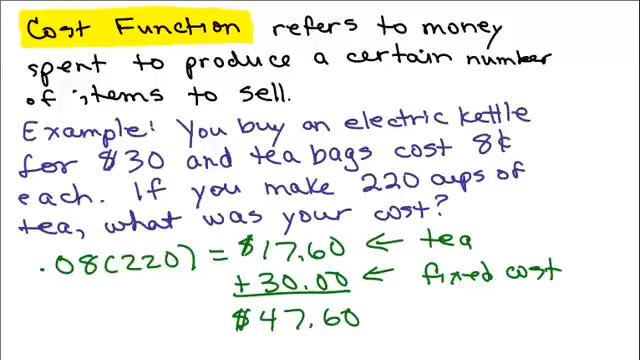 Cost Function refers to money
spent to produce a certain number
of items to sell.
Example: You buy an electric kettle
for $30 and tea bags cost 8¢
each. If you make 220 cups of
tea, what was your cost?
.08(220) = $17.60 ← tea
+ 30.00 ← fixed cost
$47.60